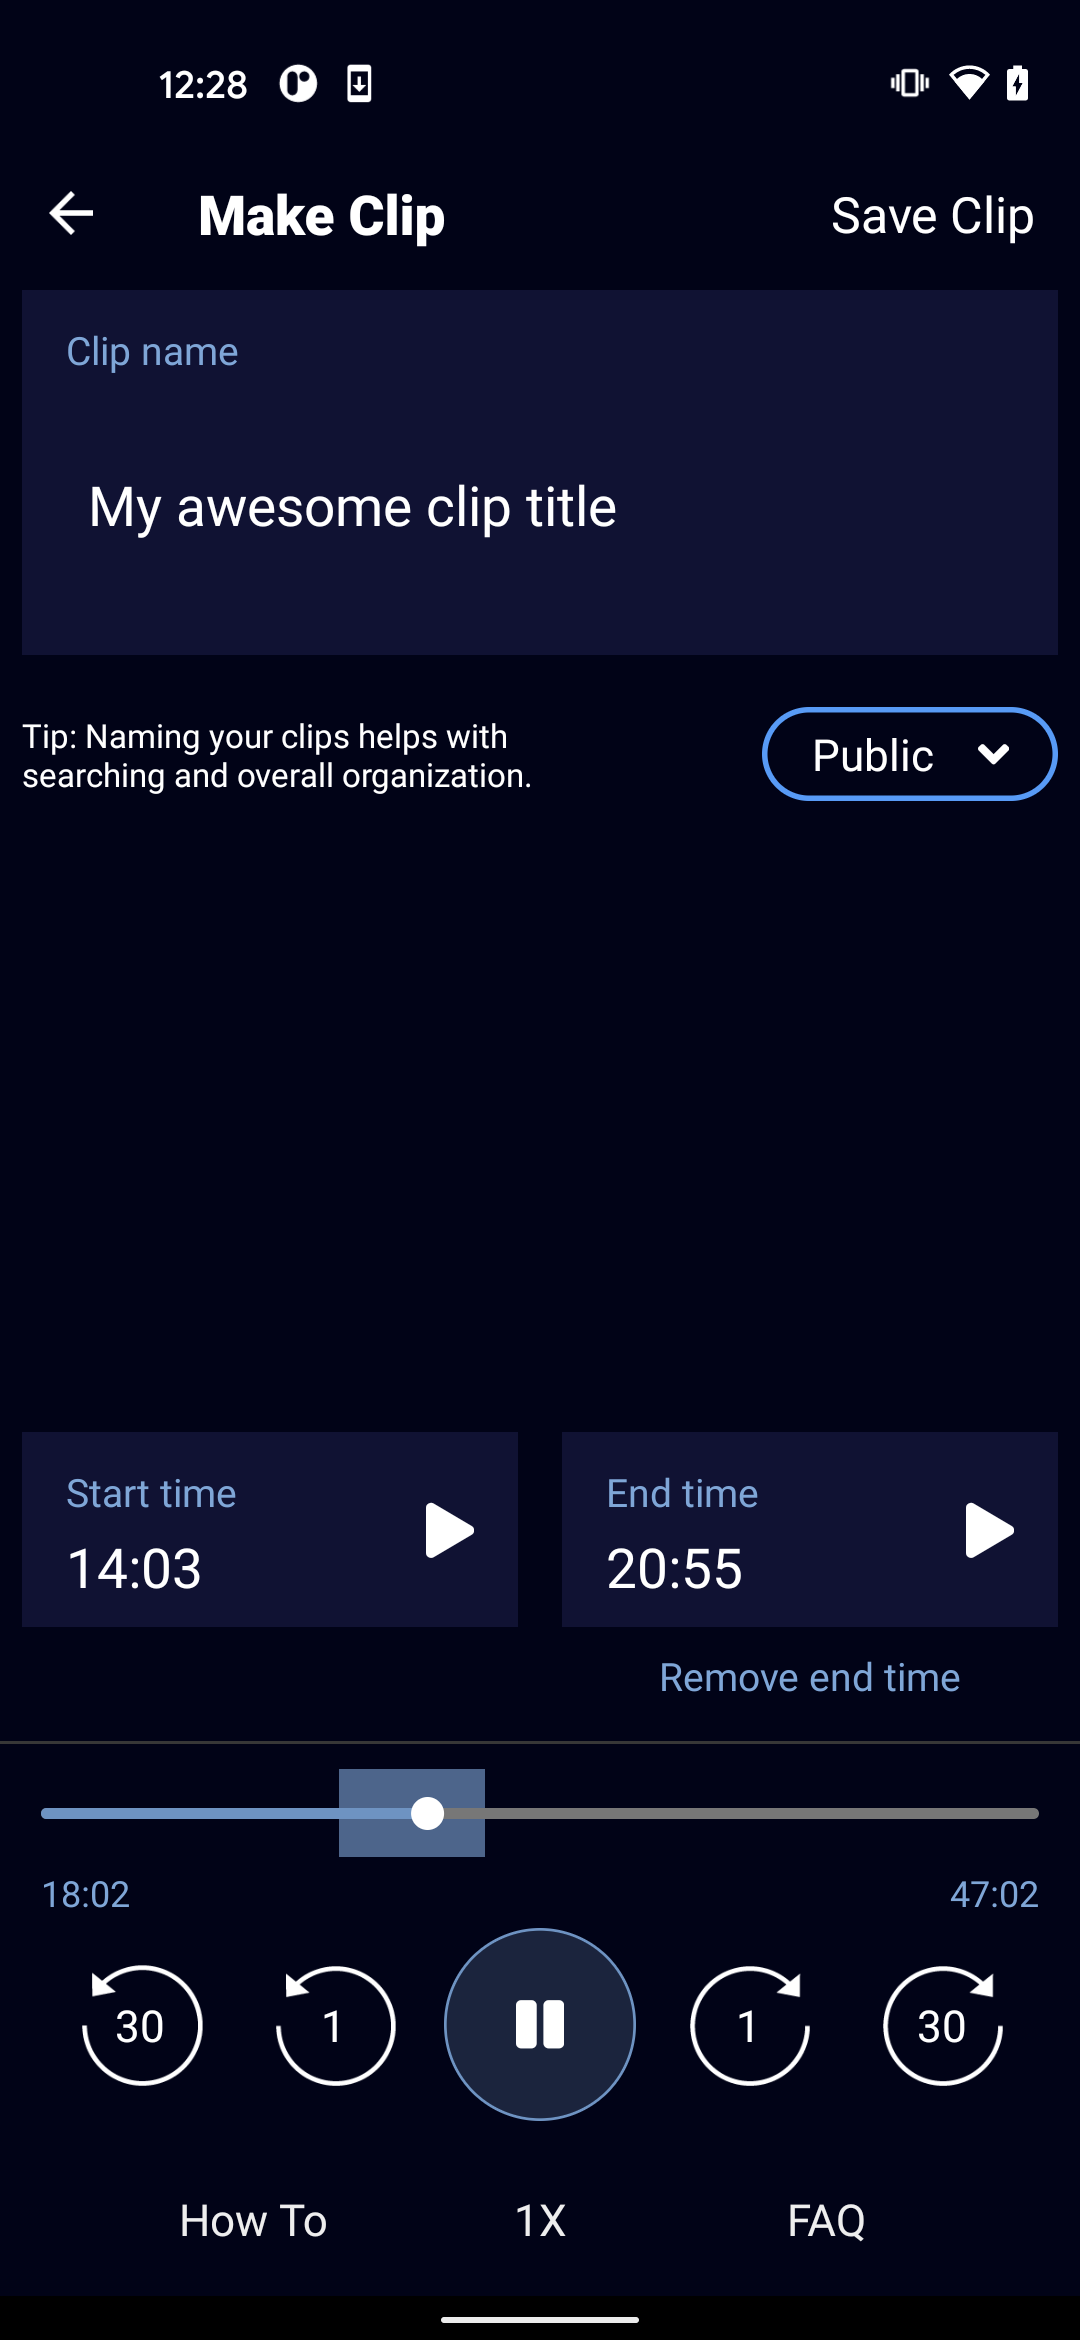 12:28
Make Clip
Save Clip
Clip name
My awesome clip title
Tip: Naming your clips helps with
searching and overall organization.
Public
Start time
14:03
End time
20:55
Remove end time
18:02
47:02
30
1
1
30
How To
1X
FAQ